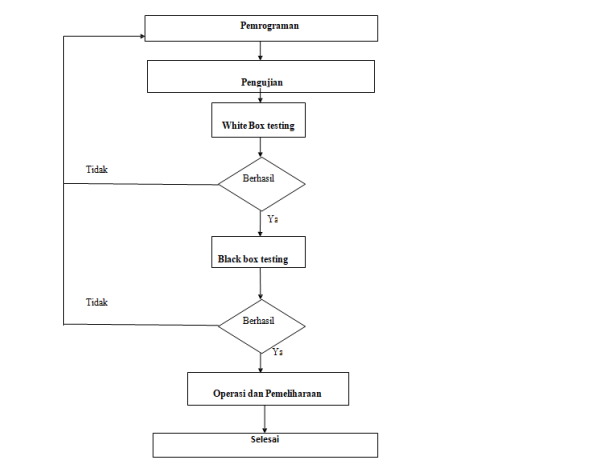 Pemrograman
Pengujian
White Box testing
Berhasil
Tidak
Ya
Black box testing
Berhasil
Tidak
Ya
Operasi dan Pemeliharaan
Selesai